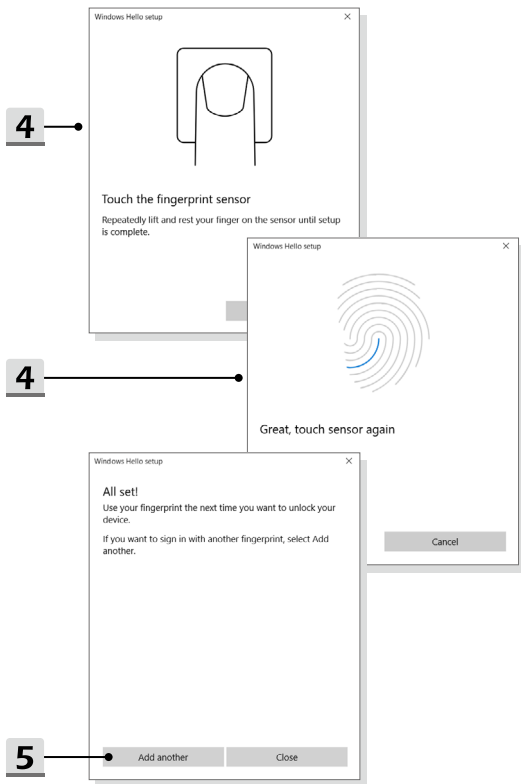 Windows Hello setup
4
Touch the fingerprint sensor
Repeatedly lift and rest your finger on the sensor until setup
is complete.
Windows Hello setup
4
Great, touch sensor again
Cancel
Windows Hello setup
All set!
Use your fingerprint the next time you want to unlock your
device.
If you want to sign in with another fingerprint, select Add
another.
5
Add another
Close